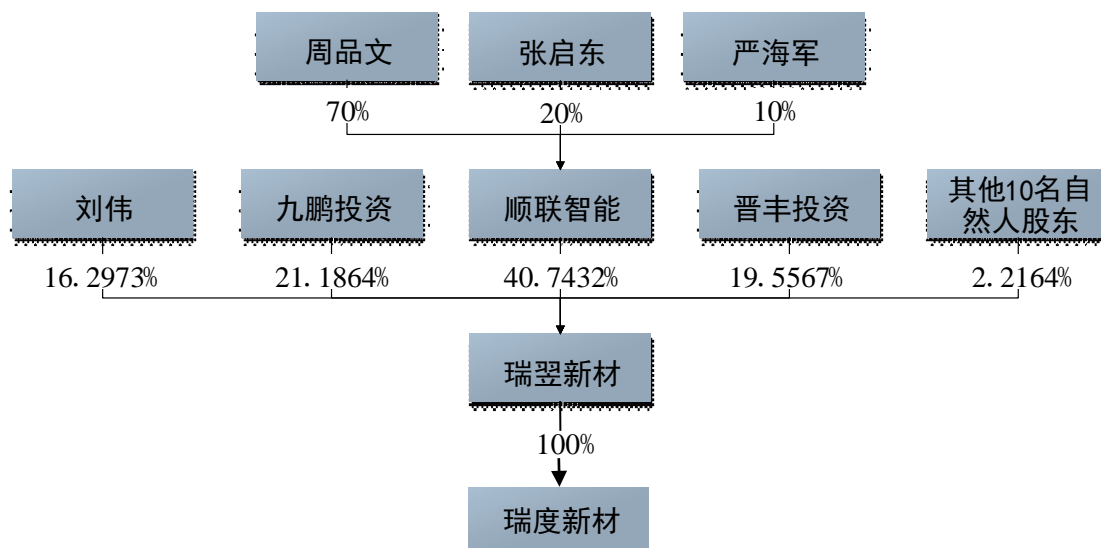 周品文
张启东
严海军
70%
20%
10%
刘伟
九鹏投资
顺联智能
晋丰投资
其他10名自
然人股东
16.2973%
21.1864%
40.7432%
19.5567%
2.2164%
瑞翌新材
100%
瑞度新材